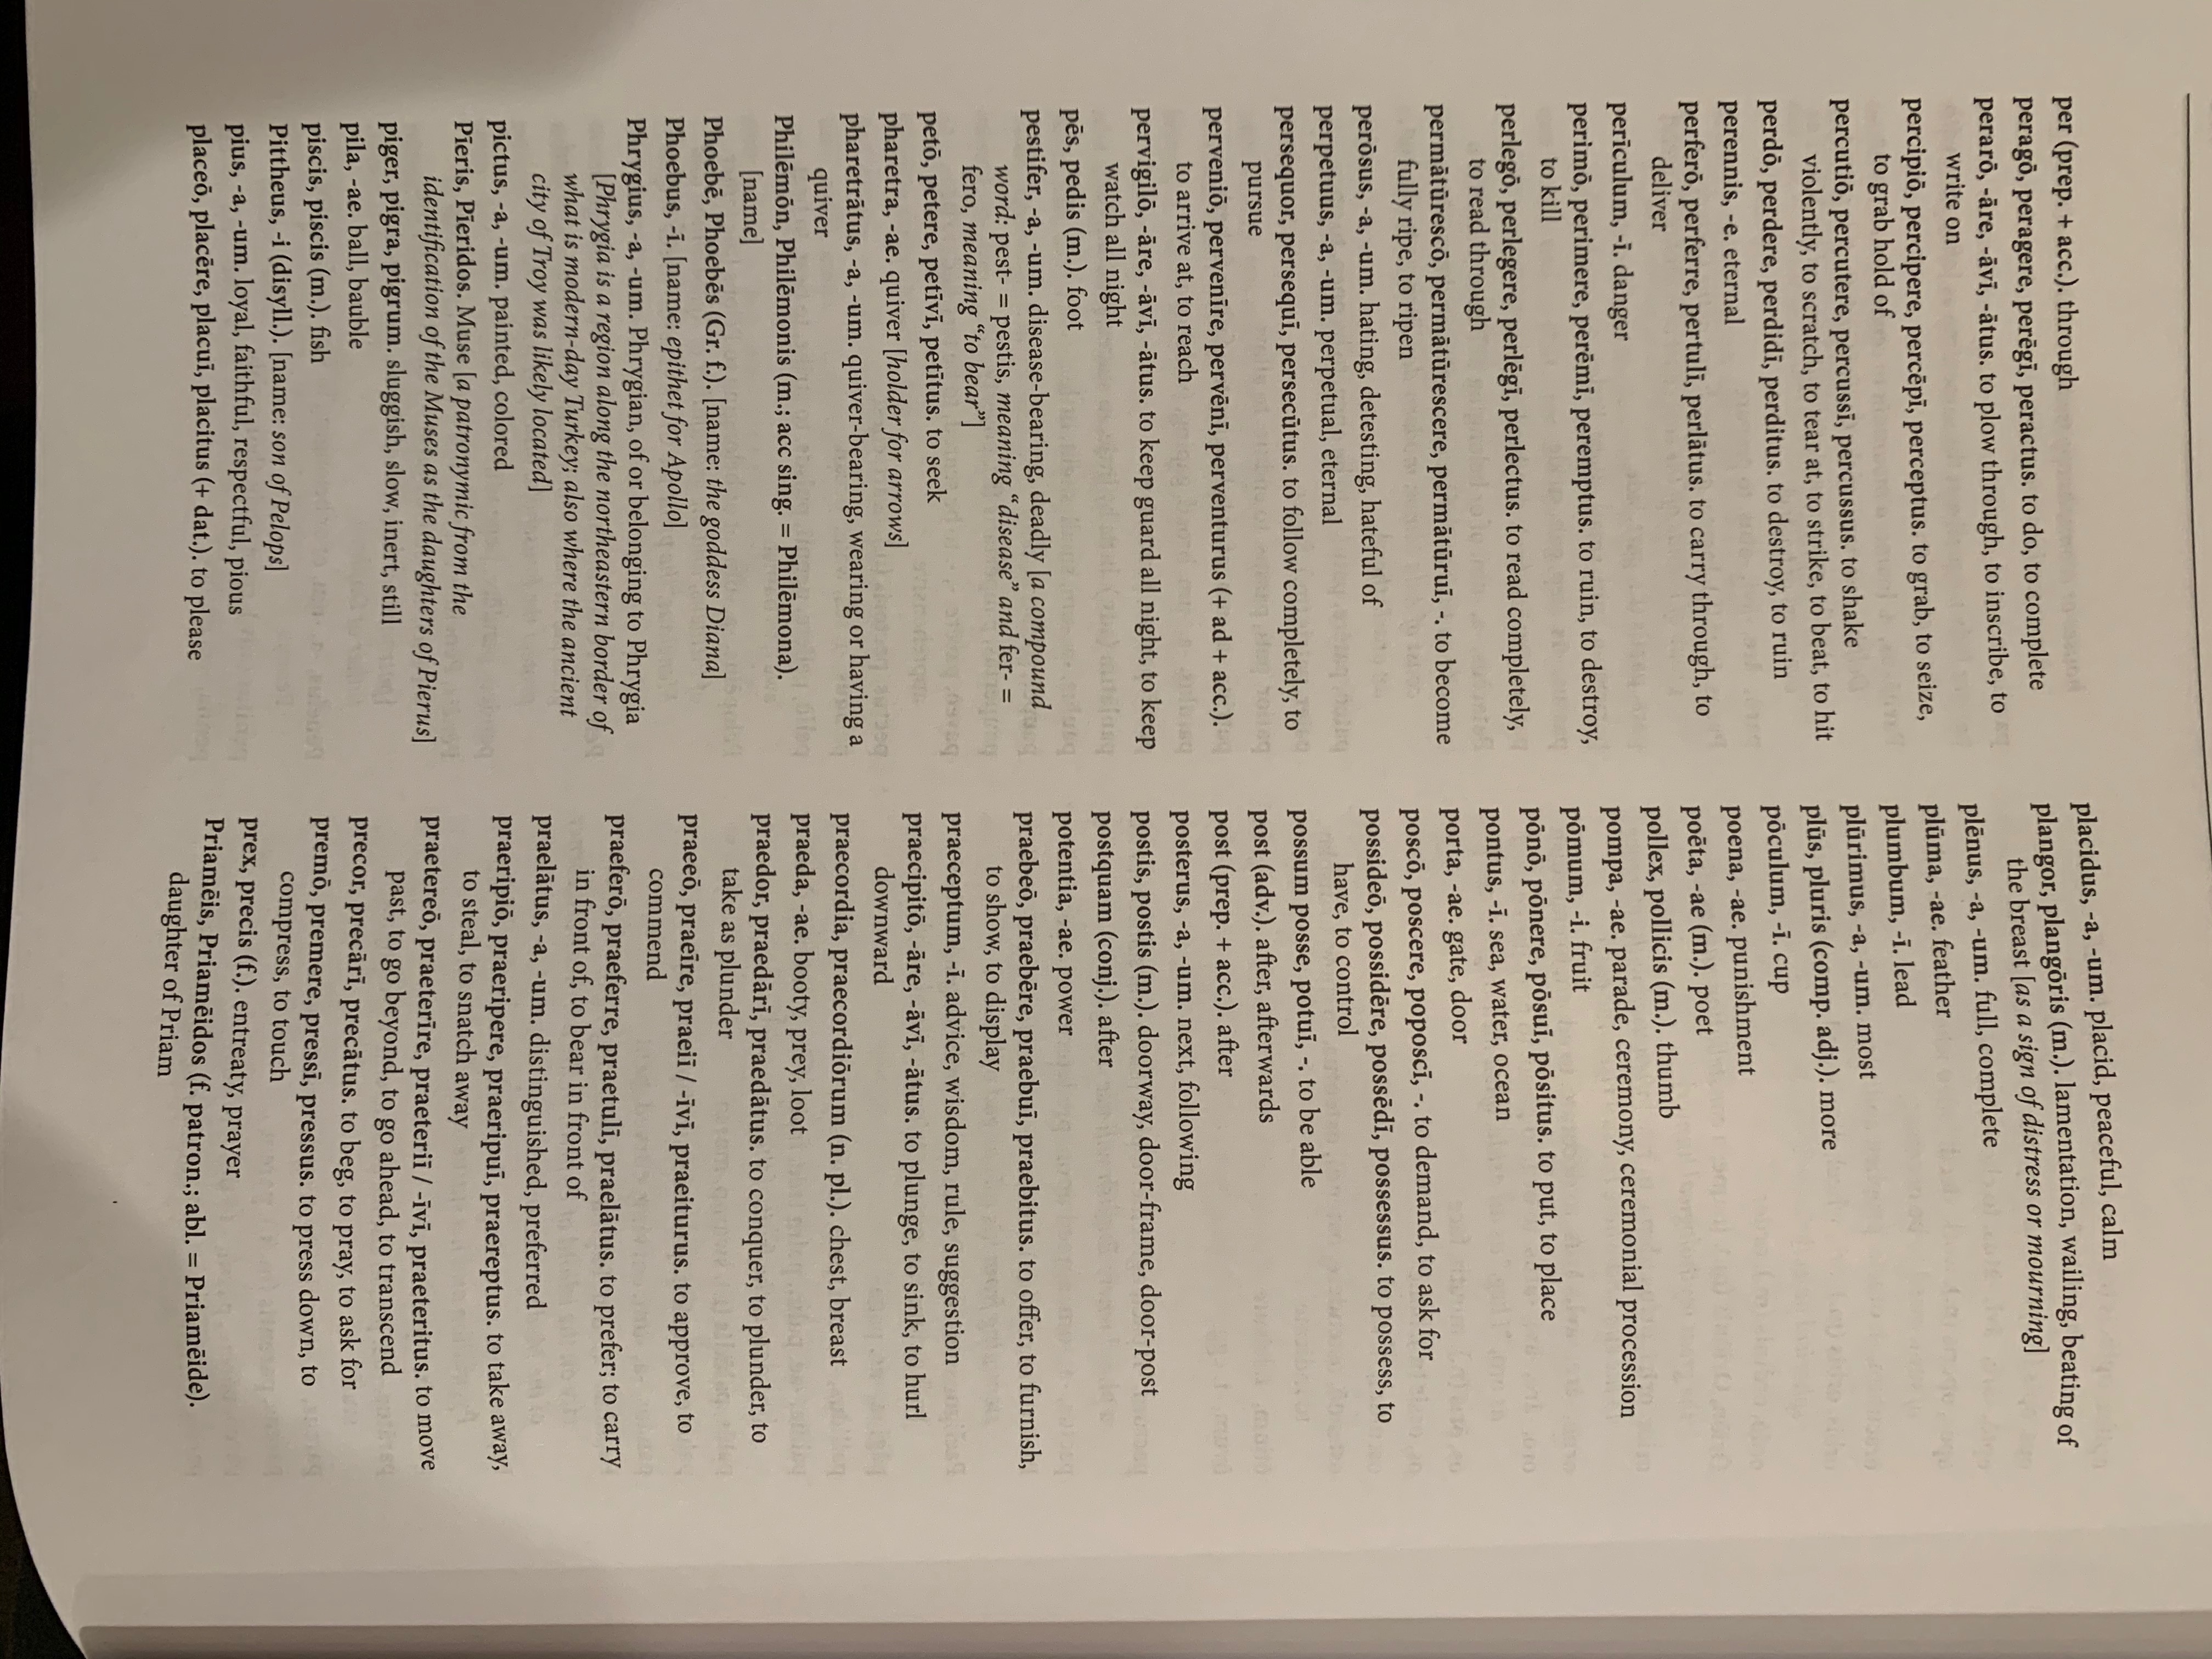 per (prep. + acc.). through
peragō, peragere, perēgī, peractus. to do, to complete
perarō, -āre, -āvī, -ātus. to plow through, to inscribe, to
write on
percipiō, percipere, percēpī, perceptus. to grab, to seize,
to grab hold of
percutiō, percutere, percussī, percussus. to shake
violently, to scratch, to tear at, to strike, to beat, to hit
perdō, perdere, perdidī, perditus. to destroy, to ruin
perennis, -e. eternal
perferō, perferre, pertulī, perlātus. to carry through, to
deliver
perīculum, -ī. danger
perimō, perimere, perēmī, peremptus. to ruin, to destroy,
to kill
perlegō, perlegere, perlēgī, perlectus. to read completely,
to read through
permātūrescō, permātūrescere, permātūruī, -. to become
fully ripe, to ripen
perōsus, -a, -um. hating, detesting, hateful of
perpetuus, -a, -um. perpetual, eternal
persequor, persequī, persecūtus. to follow completely, to
pursue
perveniō, pervenīre, pervēnī, perventurus (+ ad + acc.).
to arrive at, to reach
pervigilō, -āre, -āvī, -ātus. to keep guard all night, to keep
watch all night
pēs, pedis (m.). foot
pestifer, -a, -um. disease-bearing, deadly [a compound
word: pest- = pestis, meaning “disease” and fer- =
fero, meaning “to bear”]
petō, petere, petīvī, petītus. to seek
pharetra, -ae. quiver [holder for arrows]
pharetrātus, -a, -um. quiver-bearing, wearing or having a
quiver
Philēmōn, Philēmonis (m.; acc sing. = Philēmona).
[name]
Phoebē, Phoebēs (Gr. f.). [name: the goddess Diana]
Phoebus, -ī. [name: epithet for Apollo]
Phrygius, -a, -um. Phrygian, of or belonging to Phrygia
[Phrygia is a region along the northeastern border of
what is modern-day Turkey; also where the ancient
city of Troy was likely located]
pictus, -a, -um. painted, colored
Pīeris, Pīeridos. Muse [a patronymic from the
identification of the Muses as the daughters of Pierus]
piger, pigra, pigrum. sluggish, slow, inert, still
pila, -ae. ball, bauble
piscis, piscis (m.). fish
Pittheus, -i (disyll.). [name: son of Pelops]
pius, -a, -um. loyal, faithful, respectful, pious
placeō, placēre, placuī, placitus (+ dat.). to please
placidus, -a, -um. placid, peaceful, calm
plangor, plangōris (m.). lamentation, wailing, beating of
the breast [as a sign of distress or mourning]
plēnus, -a, -um. full, complete
plūma, -ae. feather
plumbum, -ī. lead
plūrimus, -a, -um. most
plūs, pluris (comp. adj.). more
pōculum, -ī. cup
poena, -ae. punishment
poēta, -ae (m.). poet
pollex, pollicis (m.). thumb
pompa, -ae. parade, ceremony, ceremonial procession
pōmum, -i. fruit
pōnō, pōnere, pōsuī, pōsitus. to put, to place
pontus, -ī. sea, water, ocean
porta, -ae. gate, door
poscō, poscere, poposcī, -. to demand, to ask for
possideō, possidēre, possēdī, possessus. to possess, to
have, to control
possum posse, potuī, -. to be able
post (adv.). after, afterwards
post (prep. + acc.). after
posterus, -a, -um. next, following
postis, postis (m.). doorway, door-frame, door-post
postquam (conj.). after
potentia, -ae. power
praebeō, praebēre, praebuī, praebitus. to offer, to furnish,
to show, to display
praeceptum, -ī. advice, wisdom, rule, suggestion
praecipitō, -āre, -āvī, -ātus. to plunge, to sink, to hurl
downward
praecordia, praecordiōrum (n. pl.). chest, breast
praeda, -ae. booty, prey, loot
praedor, praedārī, praedātus. to conquer, to plunder, to
take as plunder
praeeō, praeīre, praeiī / -īvī, praeiturus. to approve, to
commend
praeferō, praeferre, praetulī, praelātus. to prefer; to carry
in front of, to bear in front of
praelātus, -a, -um. distinguished, preferred
praeripiō, praeripere, praeripuī, praereptus. to take away,
to steal, to snatch away
praetereō, praeterīre, praeteriī / -īvī, praeteritus. to move
past, to go beyond, to go ahead, to transcend
precor, precārī, precātus. to beg, to pray, to ask for
premō, premere, pressī, pressus. to press down, to
compress, to touch
prex, precis (f.). entreaty, prayer
Priamēis, Priamēidos (f. patron.; abl. = Priamēide).
daughter of Priam